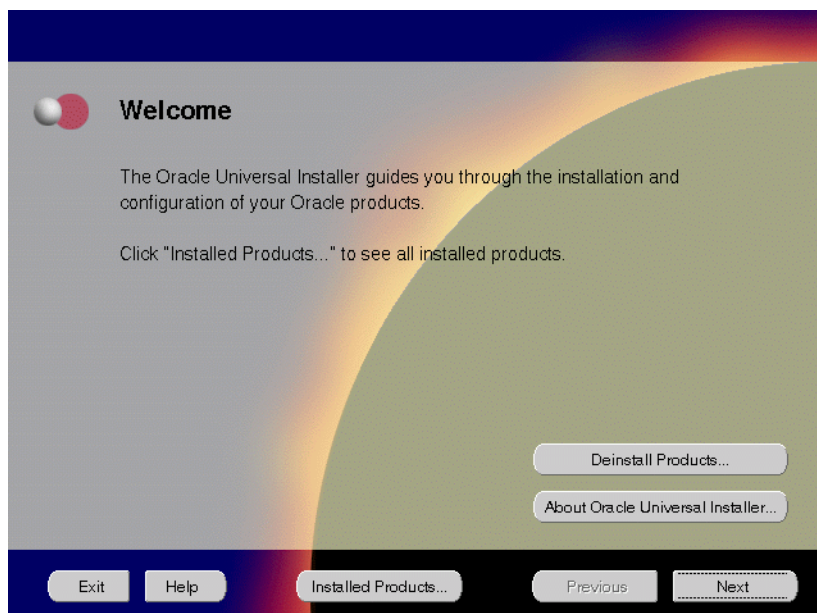 Welcome
The Oracle Universal Installer guides you through the installation and
configuration of your Oracle products.
Click "Installed Products..." to see all installed products.
Deinstall Products...
About Oracle Universal Installer...
Exit
Help
Installed Products...
Previous
Next